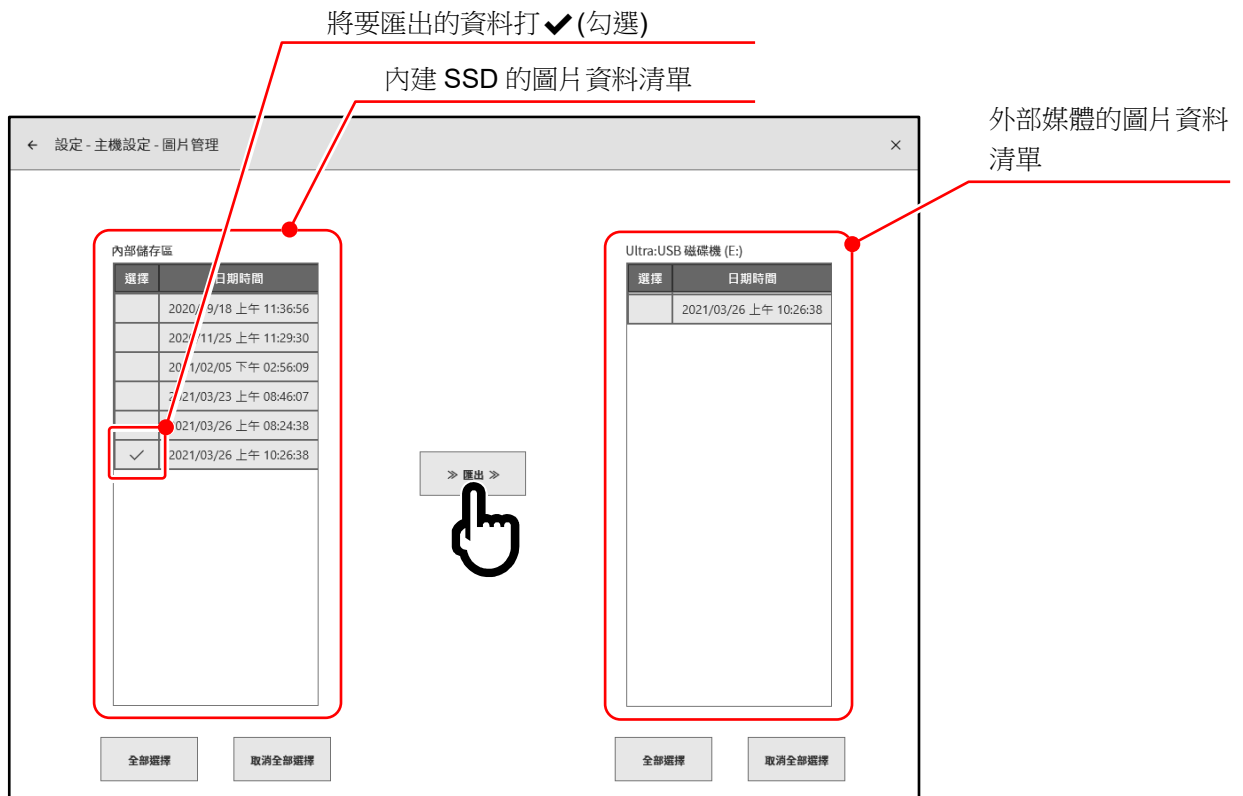 將要匯出的資料打✔(勾選)
內建 SSD 的圖片資料清單
外部媒體的圖片資料
清單
← 設定 - 主機設定 - 圖片管理 ×
內部儲存區
選擇 日期時間
2020/09/18 上午 11:36:56
2020/11/25 上午 11:29:30
2021/02/05 下午 02:56:09
2021/03/23 上午 08:46:07
2021/03/26 上午 08:24:38
✓ 2021/03/26 上午 10:26:38
≫ 匯出 ≫
Ultra:USB 磁碟機 (E:)
選擇 日期時間
2021/03/26 上午 10:26:38
全部選擇 取消全部選擇
全部選擇 取消全部選擇